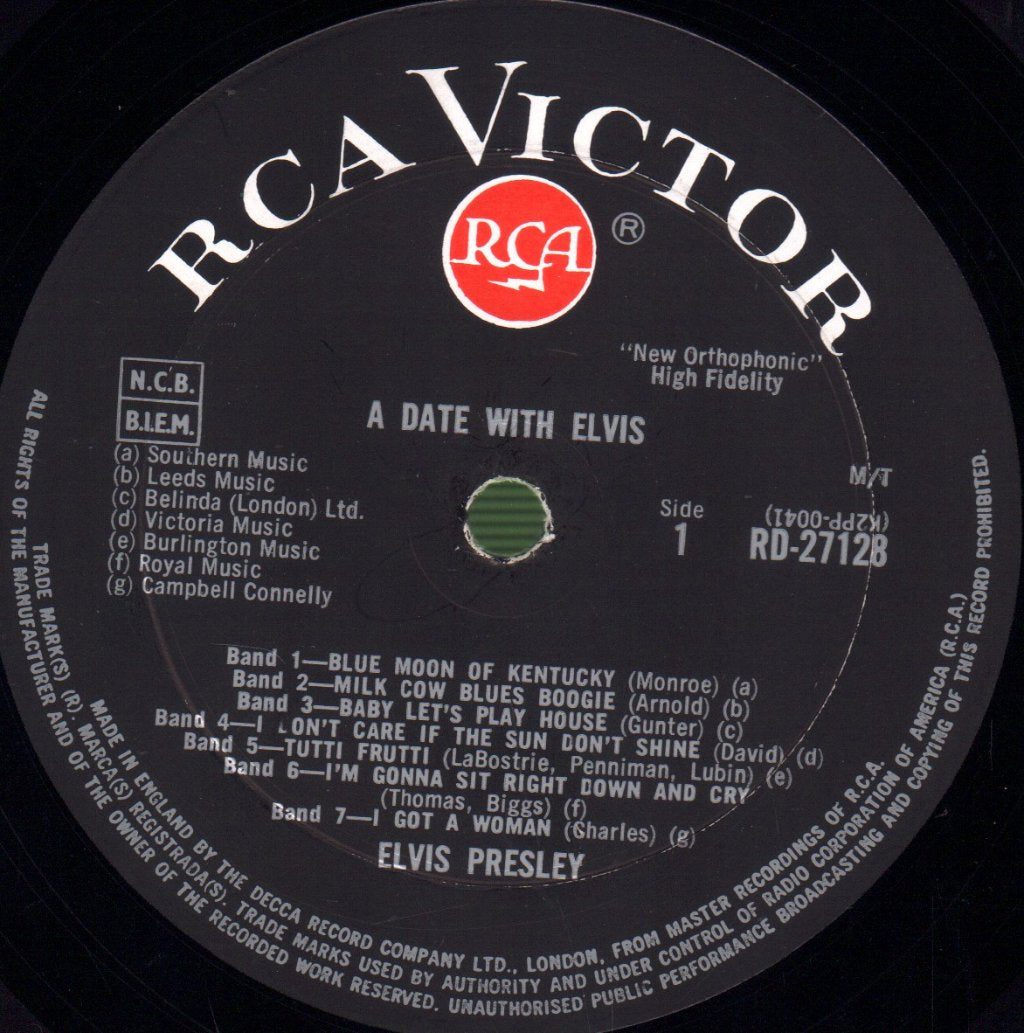 RCA VICTOR
RCA ®
"New Orthophonic"
High Fidelity
N.C.B.
B.I.E.M.
A DATE WITH ELVIS
(a) Southern Music
(b) Leeds Music
(c) Belinda (London) Ltd.
(d) Victoria Music
(e) Burlington Music
(f) Royal Music
(g) Campbell Connelly
M/T
Side
1
(K2PP-0041)
RD-27128
Band 1—BLUE MOON OF KENTUCKY (Monroe) (a)
Band 2—MILK COW BLUES BOOGIE (Arnold) (b)
Band 3—BABY LET'S PLAY HOUSE (Gunter) (c)
Band 4—I DON'T CARE IF THE SUN DON'T SHINE (David) (d)
Band 5—TUTTI FRUTTI (LaBostrie, Penniman, Lubin) (e)
Band 6—I'M GONNA SIT RIGHT DOWN AND CRY
(Thomas, Biggs) (f)
Band 7—I GOT A WOMAN (Charles) (g)
ELVIS PRESLEY
MADE IN ENGLAND BY THE DECCA RECORD COMPANY LTD., LONDON, FROM MASTER RECORDINGS OF R.C.A.
TRADE MARK(S) (R). MARCA(S) REGISTRADA(S). TRADE MARKS USED BY AUTHORITY AND UNDER CONTROL OF RADIO CORPORATION OF AMERICA (R.C.A.)
ALL RIGHTS OF THE MANUFACTURER AND OF THE OWNER OF THE RECORDED WORK RESERVED. UNAUTHORISED PUBLIC PERFORMANCE BROADCASTING AND COPYING OF THIS RECORD PROHIBITED.